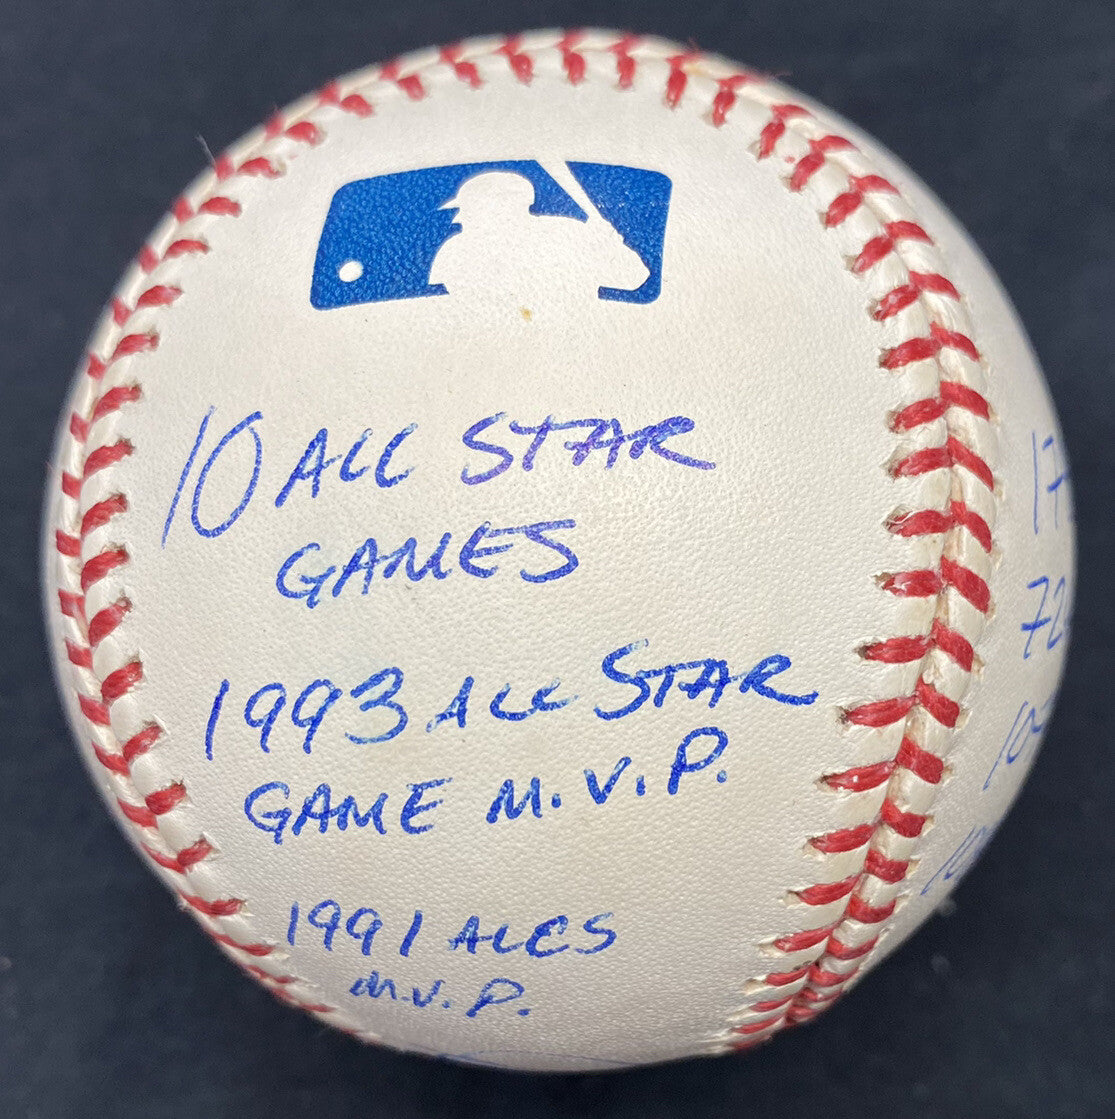 10 ALL STAR
GAMES
1993 ALL STAR
GAME M.V.P.
1991 ALCS
M.V.P.